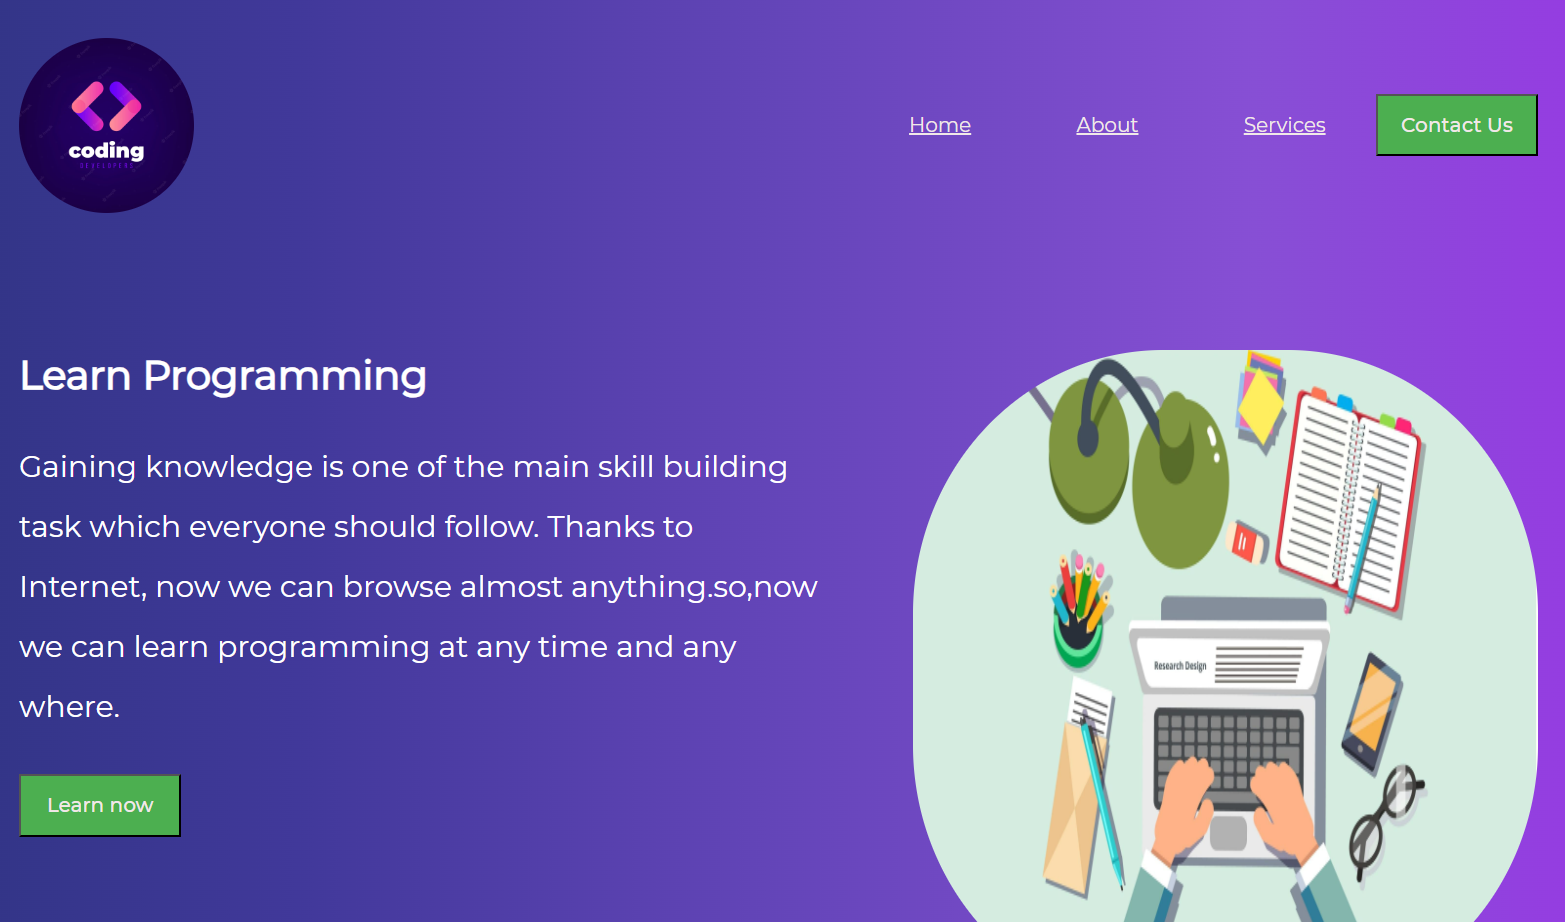 coding
DEVELOPERS
Home
About
Services
Contact Us
Learn Programming
Gaining knowledge is one of the main skill building
task which everyone should follow. Thanks to
Internet, now we can browse almost anything.so,now
we can learn programming at any time and any
where.
Learn now
Research Design